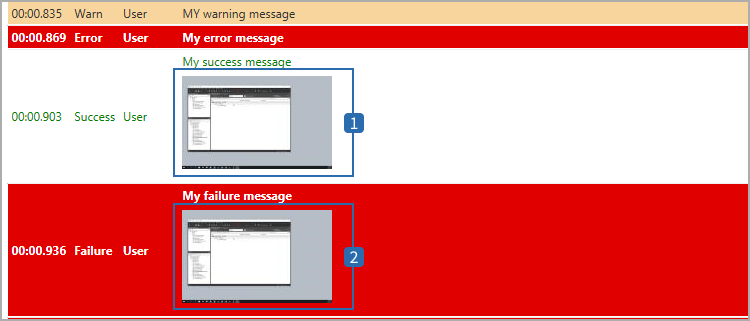 00:00.835 Warn User MY warning message
00:00.869 Error User My error message
My success message
00:00.903 Success User
1
My failure message
00:00.936 Failure User
2